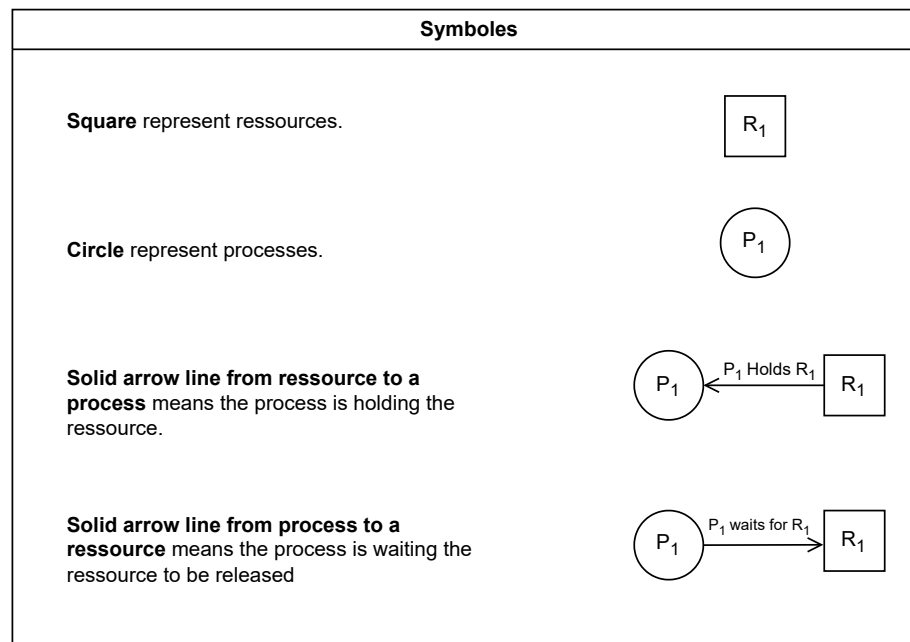 Symboles
Square represent ressources.
R1
Circle represent processes.
P1
Solid arrow line from ressource to a
process means the process is holding the
ressource.
P1
P1 Holds R1
R1
Solid arrow line from process to a
ressource means the process is waiting the
ressource to be released
P1
P1 waits for R1
R1